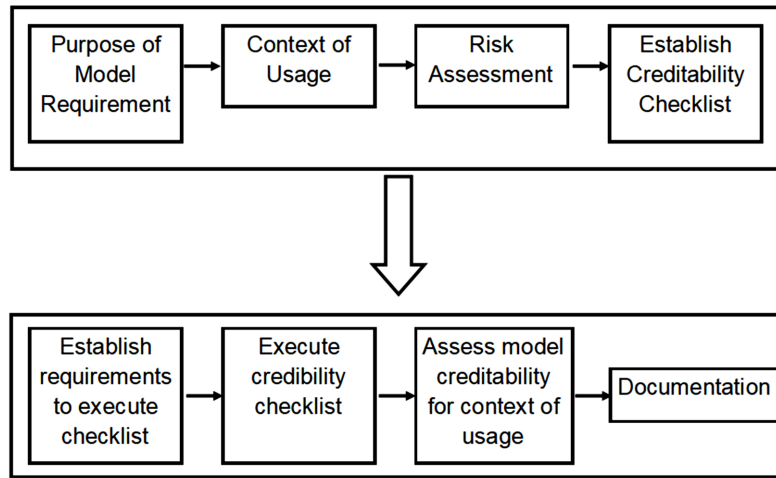 Purpose of
Model
Requirement
Context of
Usage
Risk
Assessment
Establish
Creditability
Checklist
Establish
requirements
to execute
checklist
Execute
credibility
checklist
Assess model
creditability
for context of
usage
Documentation